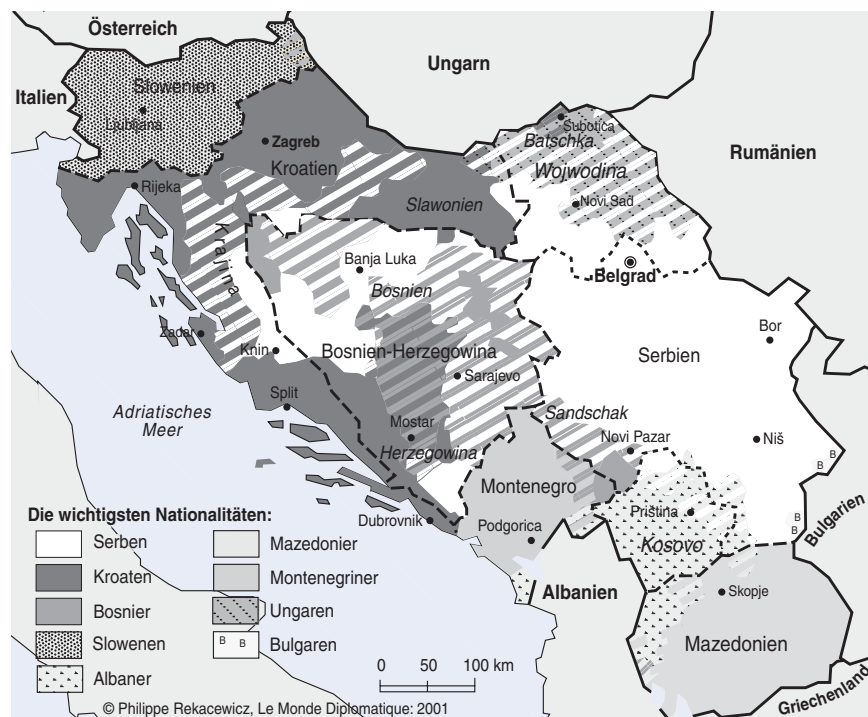 Österreich
Ungarn
Italien
Slowenien
Ljubljana
Rumänien
Zagreb
Kroatien
Subotica
Batschka
Wojwodina
Novi Sad
Rijeka
Slawonien
Krajina
Banja Luka
Bosnien
Belgrad
Zadar
Knin
Bosnien-Herzegowina
Serbien
Bor
Sarajevo
Split
Adriatisches
Meer
Mostar
Herzegowina
Sandschak
Novi Pazar
Niš
B
B
Montenegro
Priština
Kosovo
B
B
Bulgarien
Dubrovnik
Podgorica
Albanien
Skopje
Mazedonien
Griechenland
Die wichtigsten Nationalitäten:
Serben
Kroaten
Bosnier
Slowenen
Albaner
Mazedonier
Montenegriner
Ungaren
B B Bulgaren
0 50 100 km
© Philippe Rekacewicz, Le Monde Diplomatique: 2001